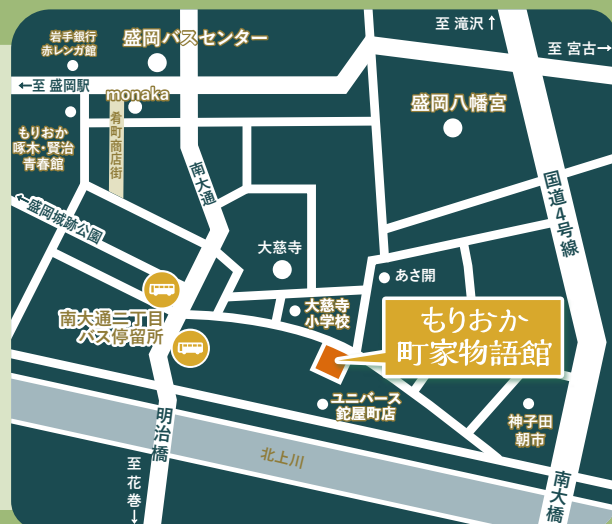 至 滝沢↑
岩手銀行
赤レンガ館
盛岡バスセンター
至 宮古→
←至 盛岡駅
monaka
盛岡八幡宮
もりおか
啄木・賢治
青春館
肴町商店街
南大通
国道4号線
←盛岡城跡公園
大慈寺
あさ開
大慈寺
小学校
南大通二丁目
バス停留所
もりおか
町家物語館
ユニバース
鉈屋町店
神子田
朝市
明治橋
北上川
至花巻↓
南大橋